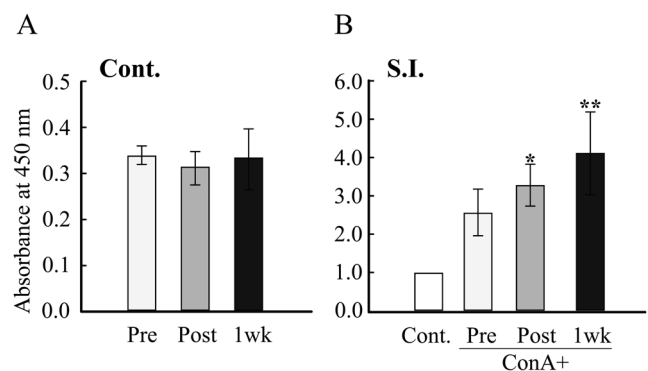 A
Cont.
Absorbance at 450 nm
0.5
0.4
0.3
0.2
0.1
0.0
Pre Post 1wk
B
S.I.
6.0
5.0
4.0
3.0
2.0
1.0
0.0
*
**
Cont. Pre Post 1wk
ConA+